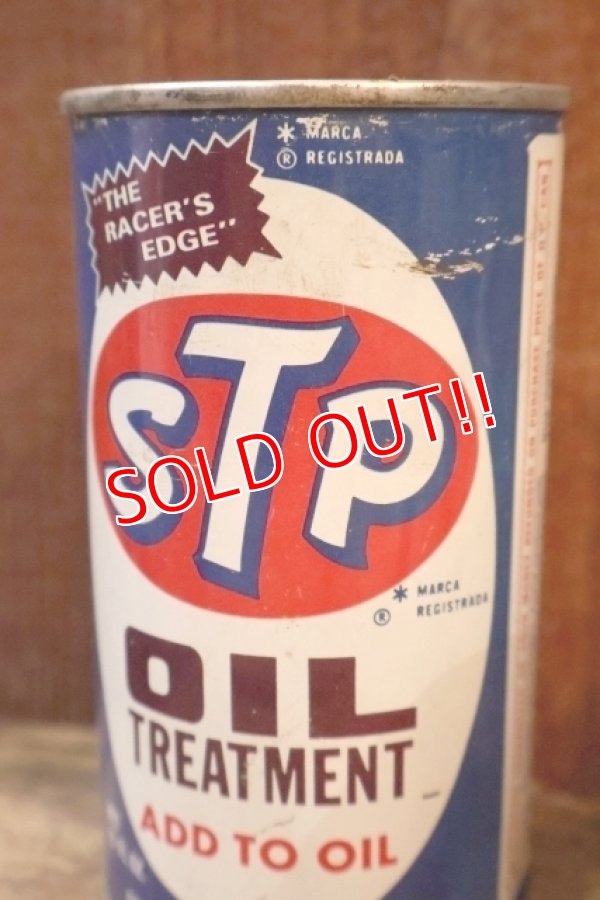 "THE
RACER'S
EDGE"
* MARCA
® REGISTRADA
STP
SOLD OUT!!
* MARCA
® REGISTRADA
OIL
TREATMENT
ADD TO OIL